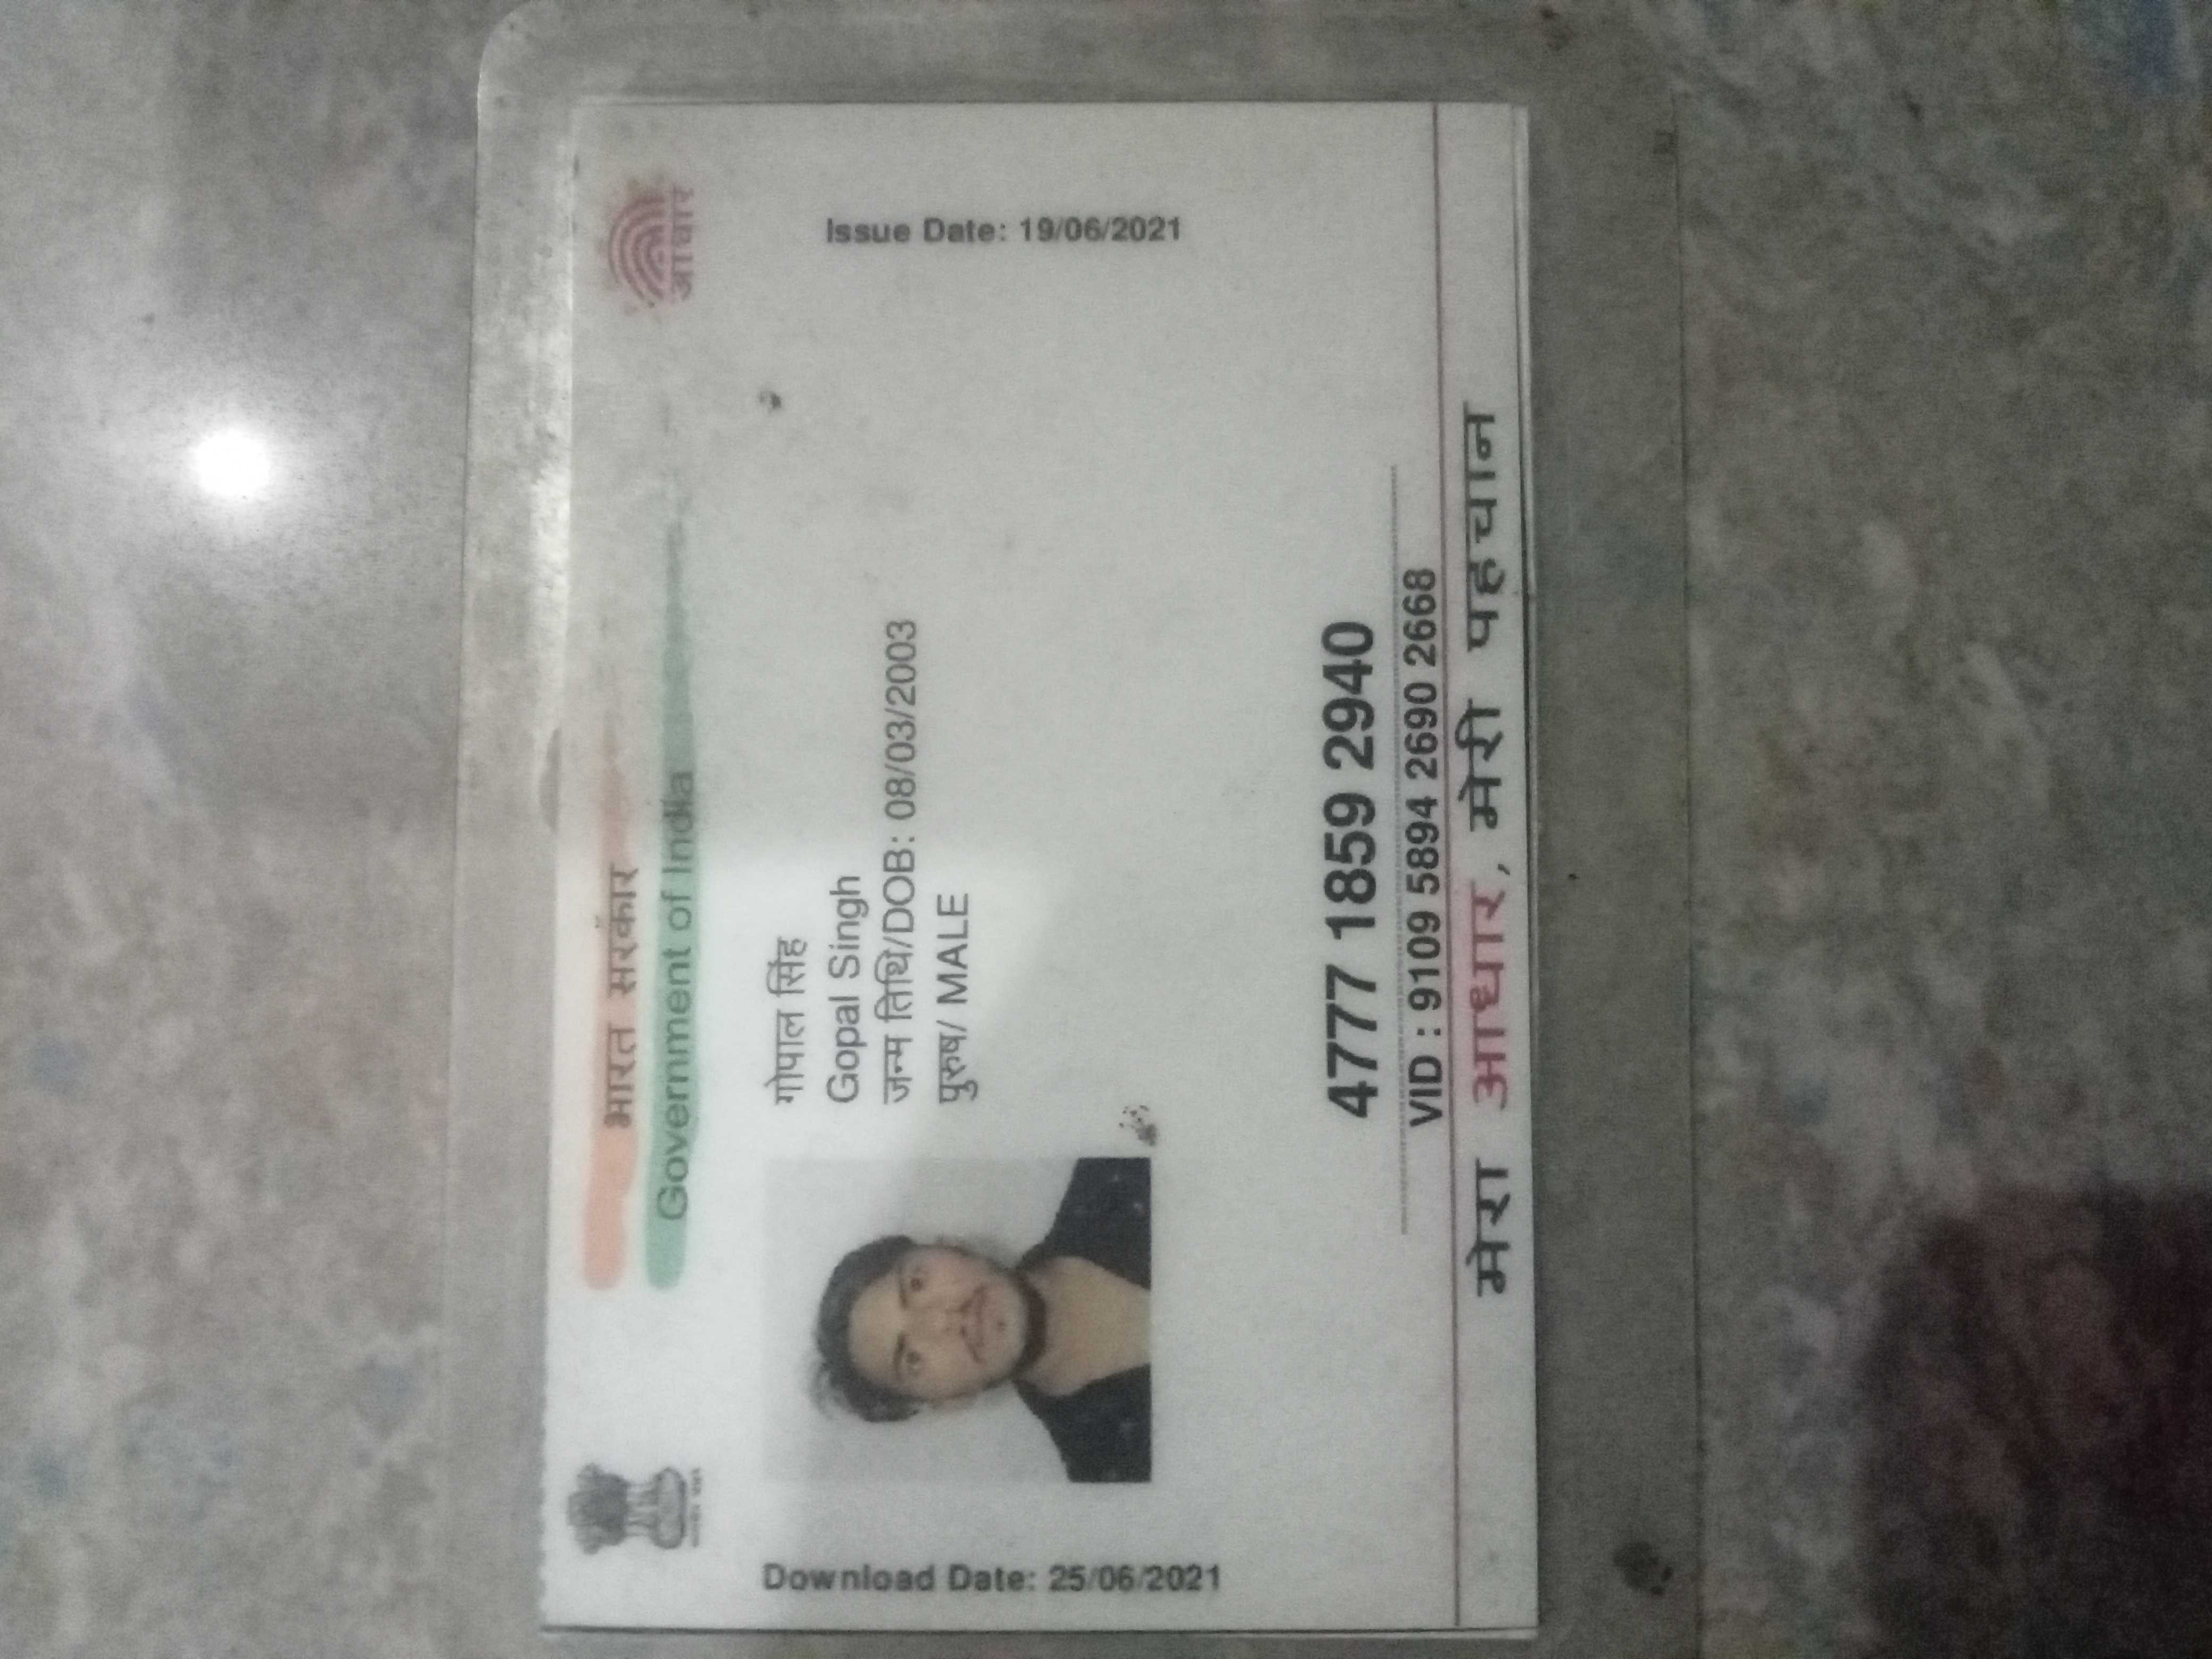 भारत सरकार
Government of India
आधार
Download Date: 25/06/2021
Issue Date: 19/06/2021
गोपाल सिंह
Gopal Singh
जन्म तिथि/DOB: 08/03/2003
पुरुष/ MALE
4777 1859 2940
VID : 9109 5894 2690 2668
मेरा आधार, मेरी पहचान